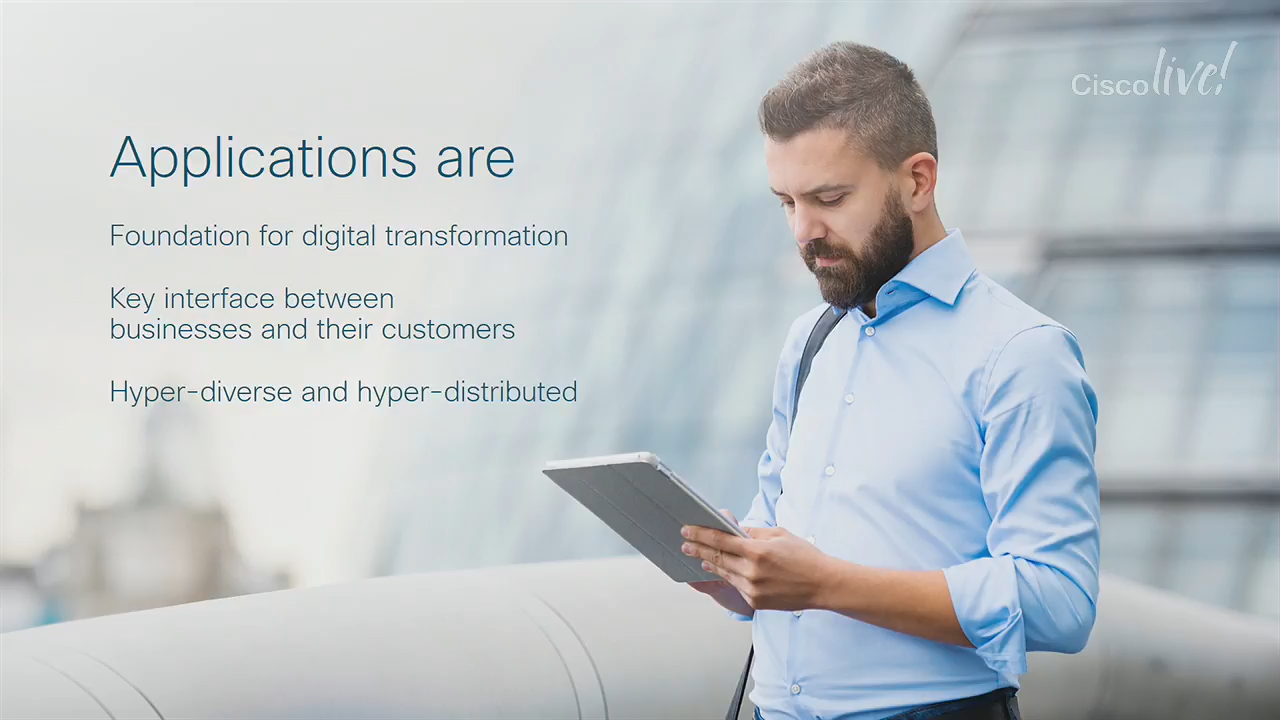 Cisco live!
Applications are
Foundation for digital transformation
Key interface between
businesses and their customers
Hyper-diverse and hyper-distributed